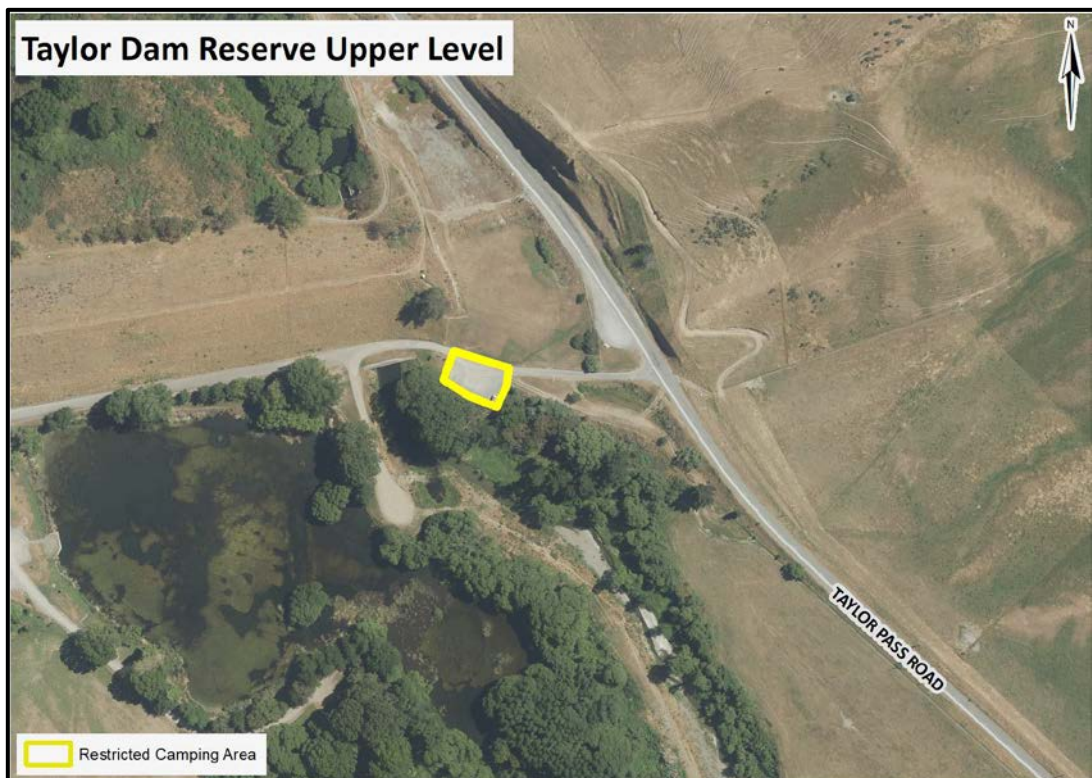 Taylor Dam Reserve Upper Level
N
TAYLOR PASS ROAD
Restricted Camping Area